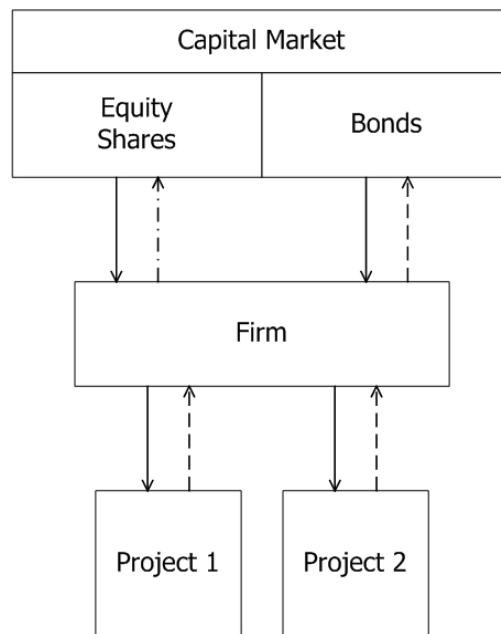 Capital Market
Equity
Shares
Bonds
Firm
Project 1
Project 2